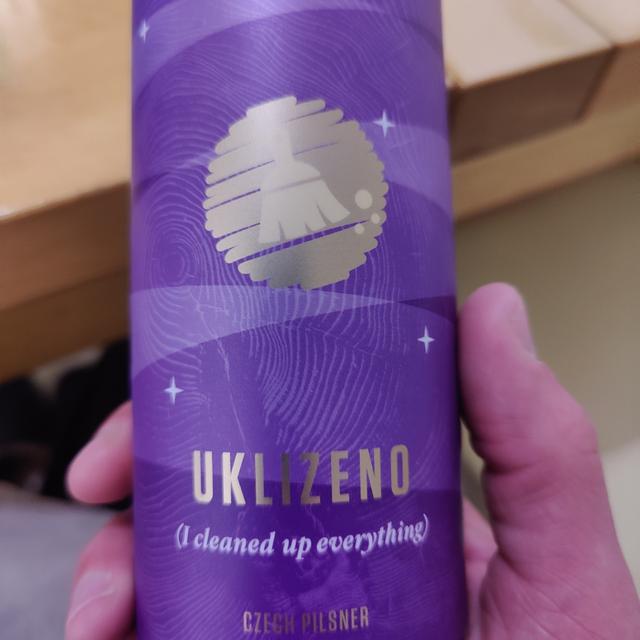 UKLIZENO
(I cleaned up everything)
CZECH PILSNER